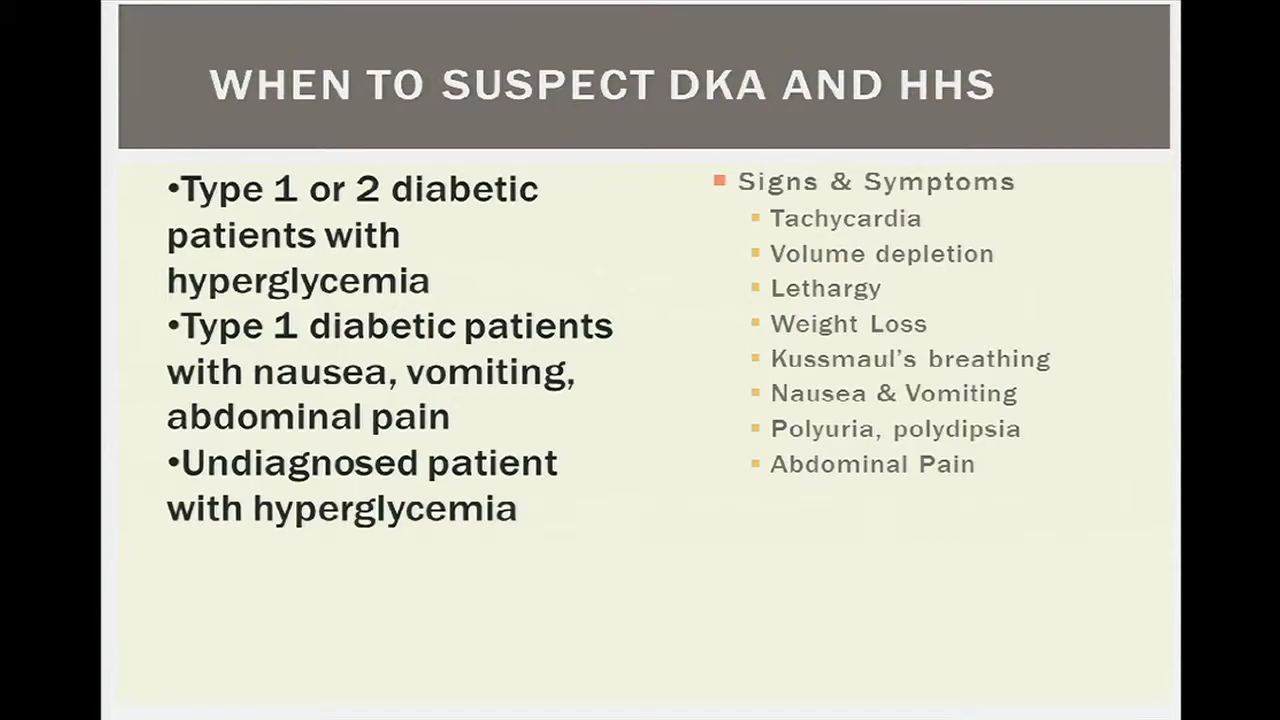 WHEN TO SUSPECT DKA AND HHS
•Type 1 or 2 diabetic
patients with
hyperglycemia
•Type 1 diabetic patients
with nausea, vomiting,
abdominal pain
•Undiagnosed patient
with hyperglycemia
Signs & Symptoms
Tachycardia
Volume depletion
Lethargy
Weight Loss
Kussmaul’s breathing
Nausea & Vomiting
Polyuria, polydipsia
Abdominal Pain